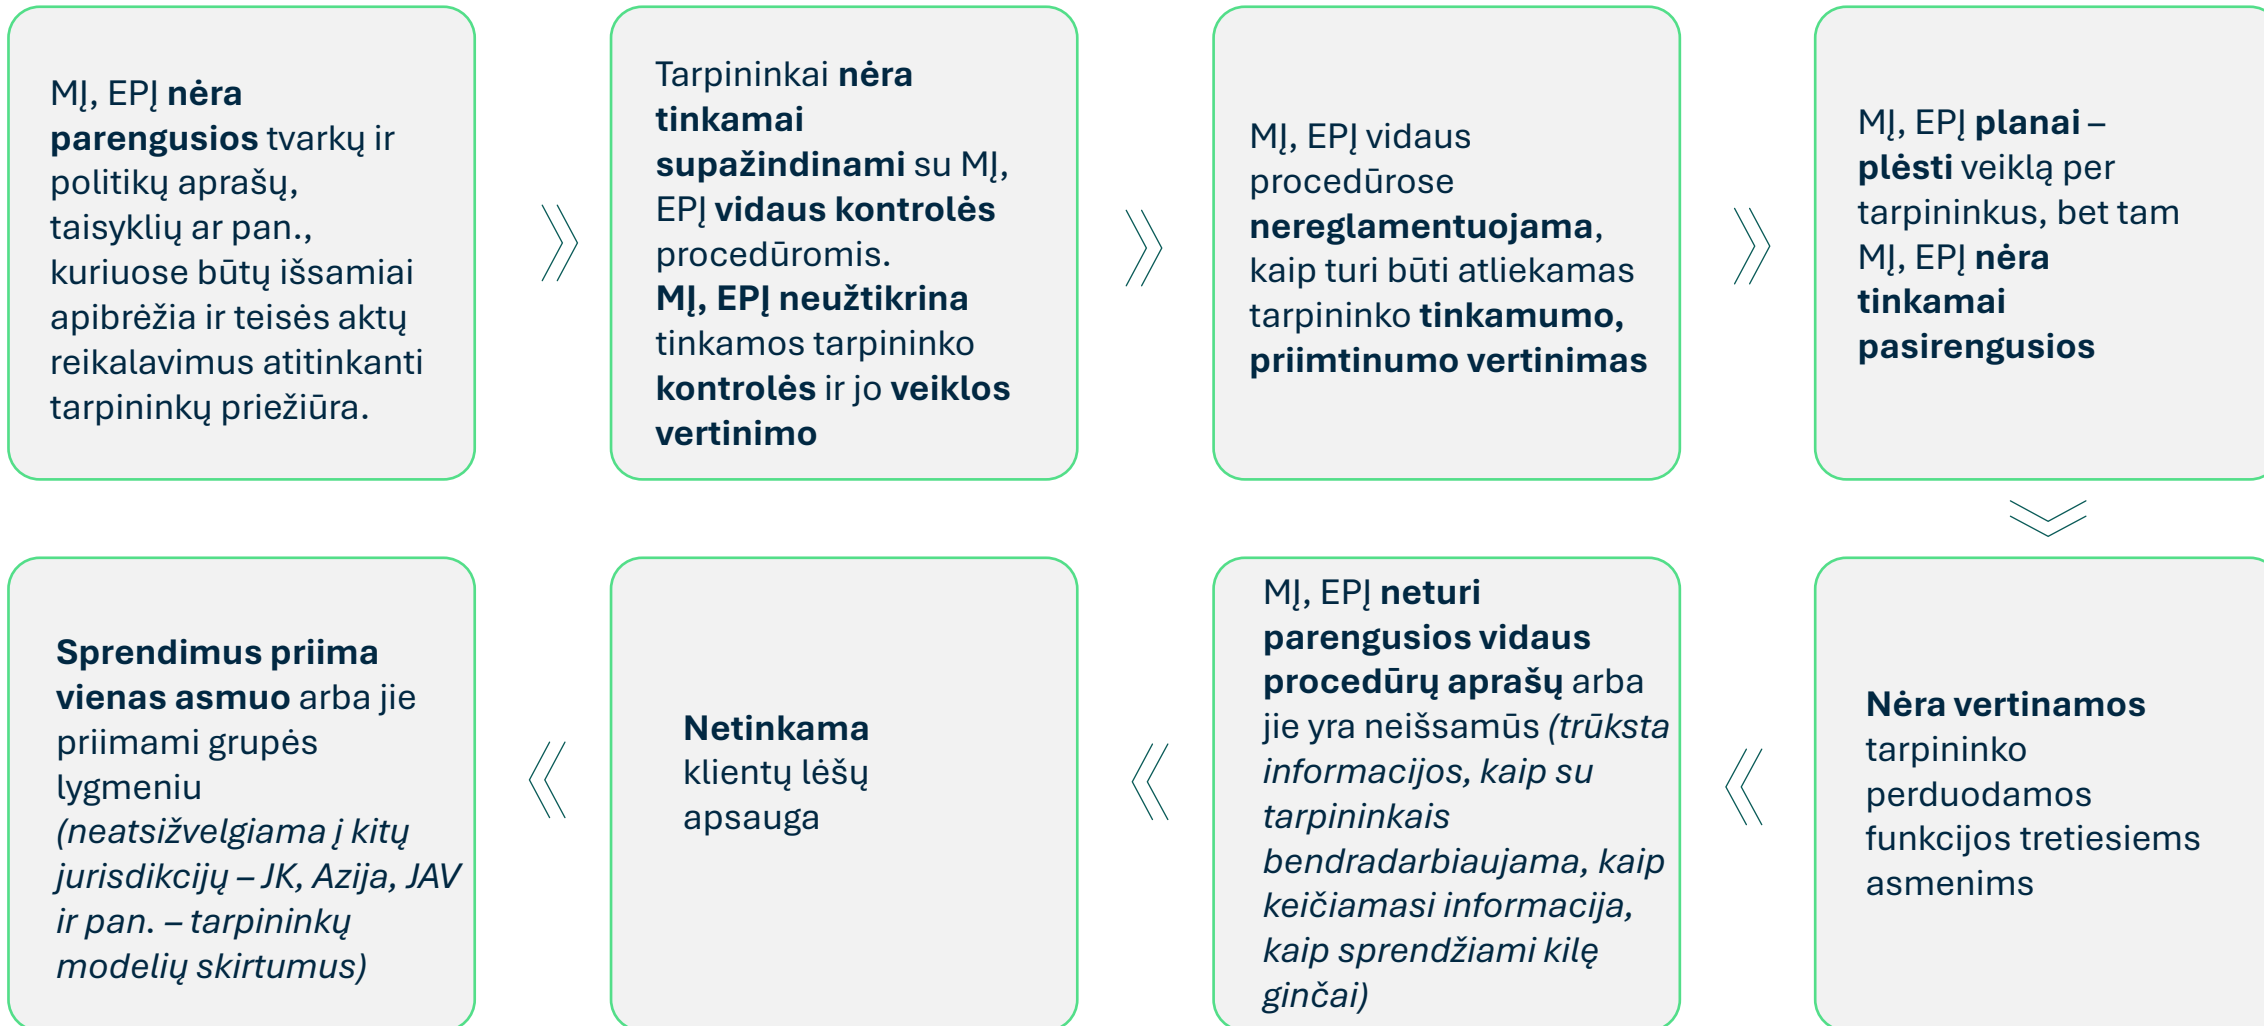 MĮ, EPĮ nėra
parengusios tvarkų ir
politikų aprašų,
taisyklių ar pan.,
kuriuose būtų išsamiai
apibrėžia ir teisės aktų
reikalavimus atitinkanti
tarpininkų priežiūra.
Tarpininkai nėra
tinkamai
supažindinami su MĮ,
EPĮ vidaus kontrolės
procedūromis.
MĮ, EPĮ neužtikrina
tinkamos tarpininko
kontrolės ir jo veiklos
vertinimo
MĮ, EPĮ vidaus
procedūrose
nereglamentuojama,
kaip turi būti atliekamas
tarpininko tinkamumo,
priimtinumo vertinimas
MĮ, EPĮ planai –
plėsti veiklą per
tarpininkus, bet tam
MĮ, EPĮ nėra
tinkamai
pasirengusios
Nėra vertinamos
tarpininko
perduodamos
funkcijos tretiesiems
asmenims
MĮ, EPĮ neturi
parengusios vidaus
procedūrų aprašų arba
jie yra neišsamūs (trūksta
informacijos, kaip su
tarpininkais
bendradarbiaujama, kaip
keičiamasi informacija,
kaip sprendžiami kilę
ginčai)
Netinkama
klientų lėšų
apsauga
Sprendimus priima
vienas asmuo arba jie
priimami grupės
lygmeniu
(neatsižvelgiama į kitų
jurisdikcijų – JK, Azija, JAV
ir pan. – tarpininkų
modelių skirtumus)